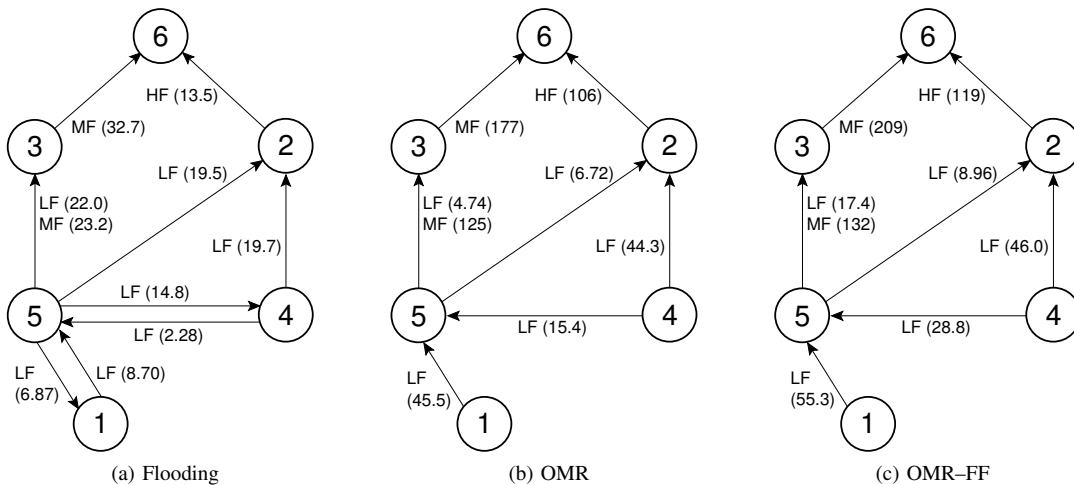 6
HF (13.5)
MF (32.7)
3
2
LF (19.5)
LF (22.0)
MF (23.2)
LF (19.7)
LF (14.8)
5
4
LF (2.28)
LF
(6.87)
LF (8.70)
1
(a) Flooding
6
HF (106)
MF (177)
3
2
LF (6.72)
LF (4.74)
MF (125)
LF (44.3)
5
4
LF (15.4)
LF
(45.5)
1
(b) OMR
6
HF (119)
MF (209)
3
2
LF (8.96)
LF (17.4)
MF (132)
LF (46.0)
5
4
LF (28.8)
LF
(55.3)
1
(c) OMR–FF